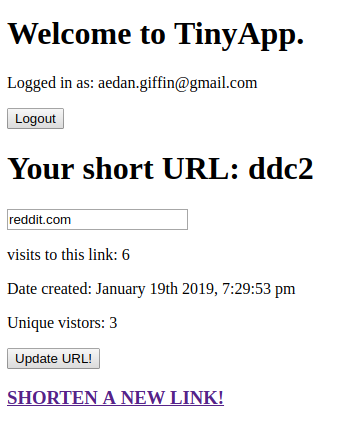 Welcome to TinyApp.
Logged in as: aedan.giffin@gmail.com
Logout
Your short URL: ddc2
reddit.com
visits to this link: 6
Date created: January 19th 2019, 7:29:53 pm
Unique vistors: 3
Update URL!
SHORTEN A NEW LINK!